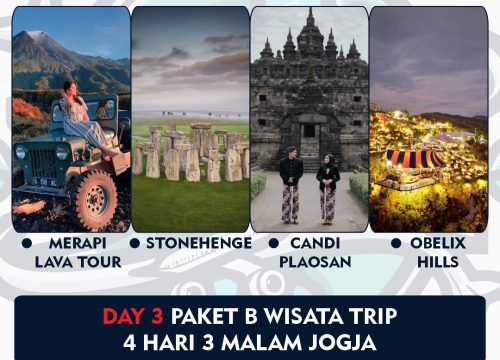 MERAPI
LAVA TOUR
STONEHENGE
CANDI
PLAOSAN
OBELIX
HILLS
DAY 3 PAKET B WISATA TRIP
4 HARI 3 MALAM JOGJA